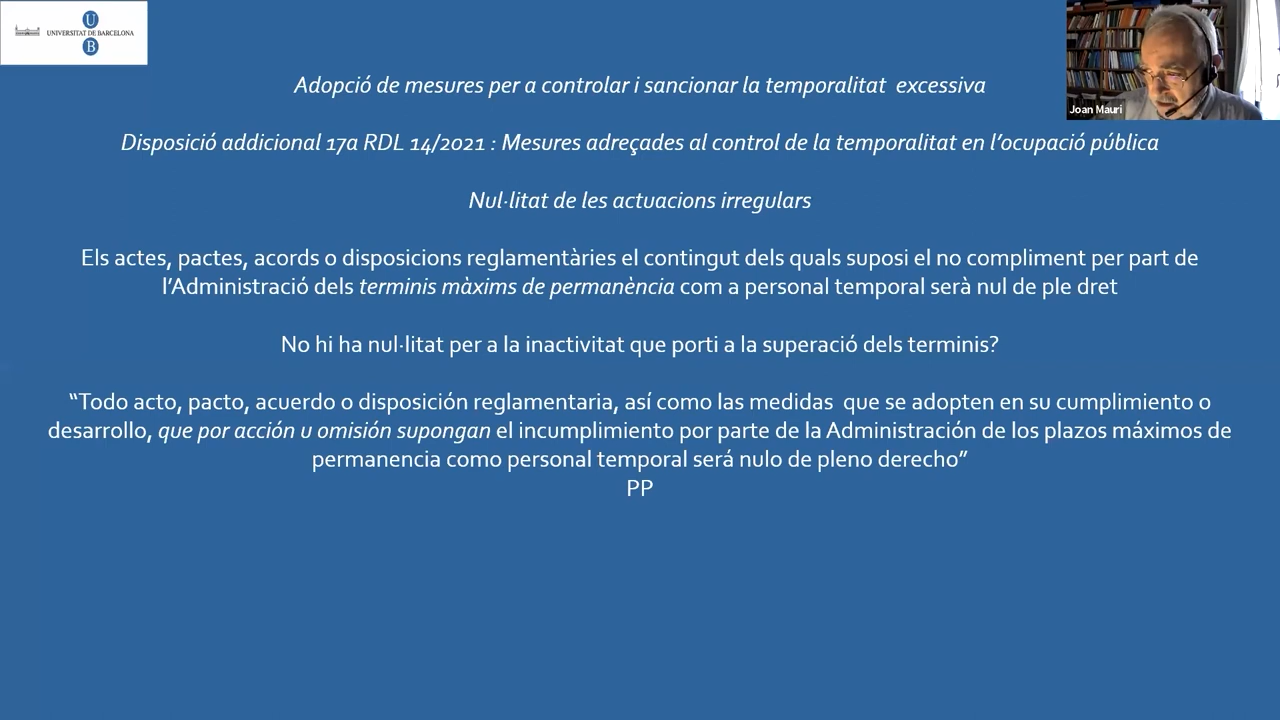 U
UNIVERSITAT DE BARCELONA
B
Joan Mauri
Adopció de mesures per a controlar i sancionar la temporalitat excessiva
Disposició addicional 17a RDL 14/2021 : Mesures adreçades al control de la temporalitat en l’ocupació pública
Nul·litat de les actuacions irregulars
Els actes, pactes, acords o disposicions reglamentàries el contingut dels quals suposi el no compliment per part de
l’Administració dels terminis màxims de permanència com a personal temporal serà nul de ple dret
No hi ha nul·litat per a la inactivitat que porti a la superació dels terminis?
“Todo acto, pacto, acuerdo o disposición reglamentaria, así como las medidas que se adopten en su cumplimiento o
desarrollo, que por acción u omisión supongan el incumplimiento por parte de la Administración de los plazos máximos de
permanencia como personal temporal será nulo de pleno derecho”
PP